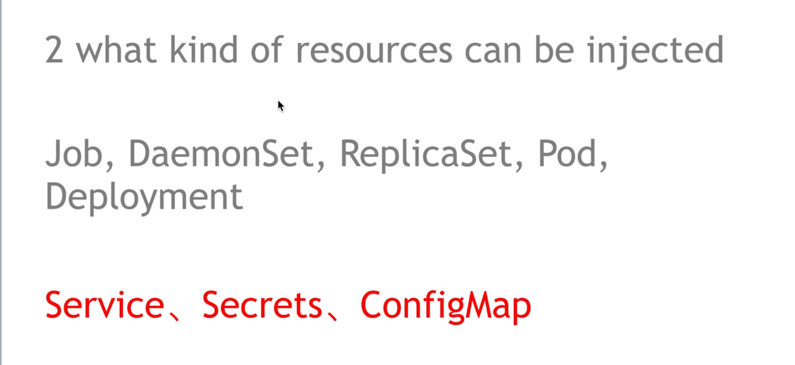 2 what kind of resources can be injected
Job, DaemonSet, ReplicaSet, Pod,
Deployment
Service、Secrets、ConfigMap